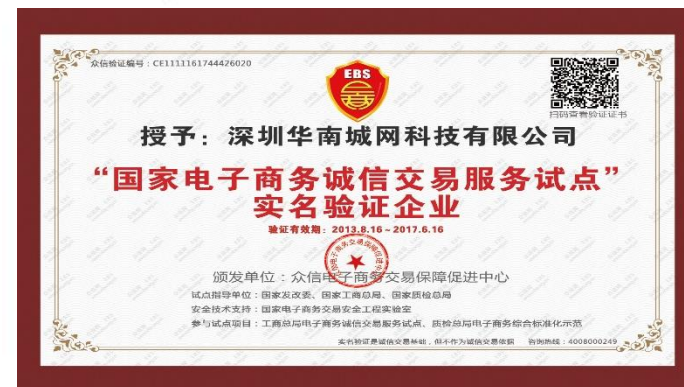 众信验证编号：CE1111161744426020
EBS
扫码查看验证证书
授予：深圳华南城网科技有限公司
“国家电子商务诚信交易服务试点”
实名验证企业
验证有效期：2013.8.16～2017.6.16
颁发单位：众信电子商务交易保障促进中心
试点指导单位：国家发改委、国家工商总局、国家质检总局
安全技术支持：国家电子商务交易安全工程实验室
参与试点项目：工商总局电子商务诚信交易服务试点、质检总局电子商务综合标准化示范
实名验证是诚信交易基础，但不作为诚信交易依据 咨询热线：4008000249